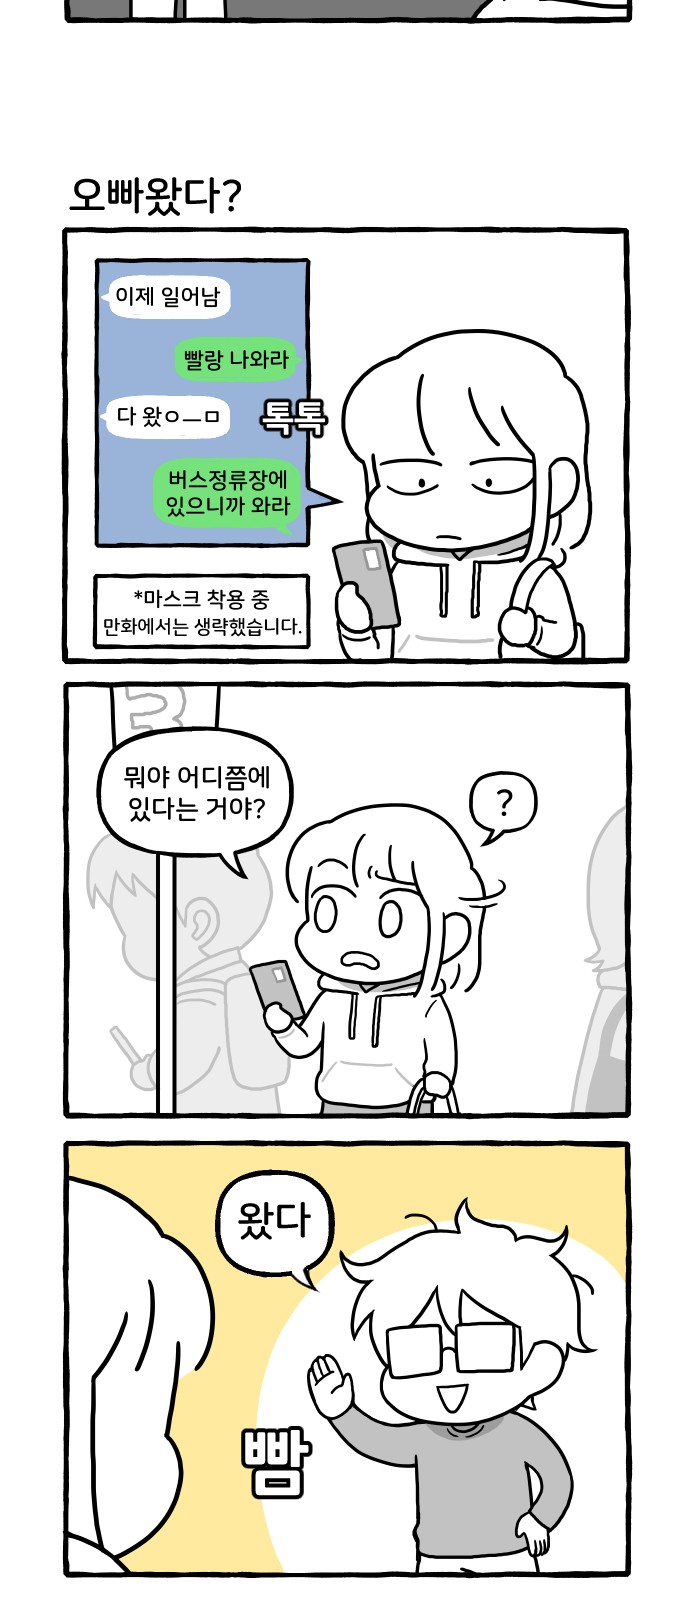 오빠왔다?
이제 일어남
빨랑 나와라
다 왔ㅇㅡㅁ
톡톡
버스정류장에
있으니까 와라
*마스크 착용 중
만화에서는 생략했습니다.
뭐야 어디쯤에
있다는 거야?
?
왔다
빰